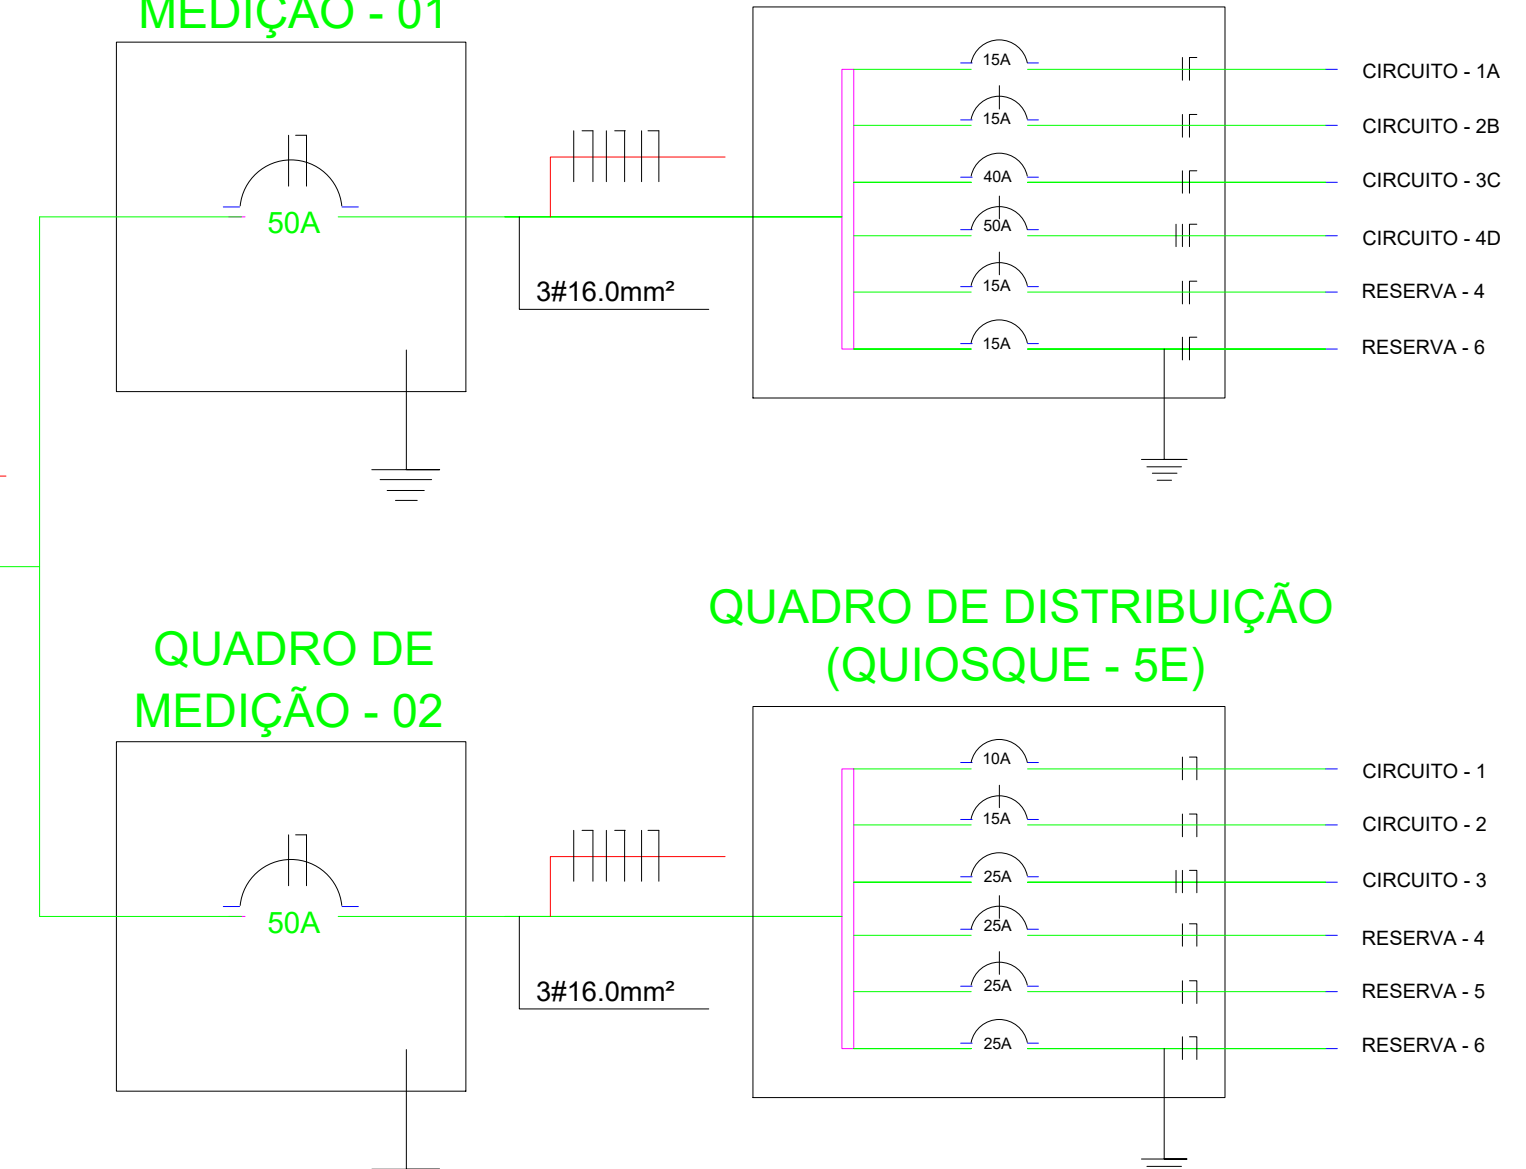 MEDIÇÃO - 01
50A
3#16.0mm²
15A
CIRCUITO - 1A
15A
CIRCUITO - 2B
40A
CIRCUITO - 3C
50A
CIRCUITO - 4D
15A
RESERVA - 4
15A
RESERVA - 6
QUADRO DE
MEDIÇÃO - 02
50A
3#16.0mm²
QUADRO DE DISTRIBUIÇÃO
(QUIOSQUE - 5E)
10A
CIRCUITO - 1
15A
CIRCUITO - 2
25A
CIRCUITO - 3
25A
RESERVA - 4
25A
RESERVA - 5
25A
RESERVA - 6